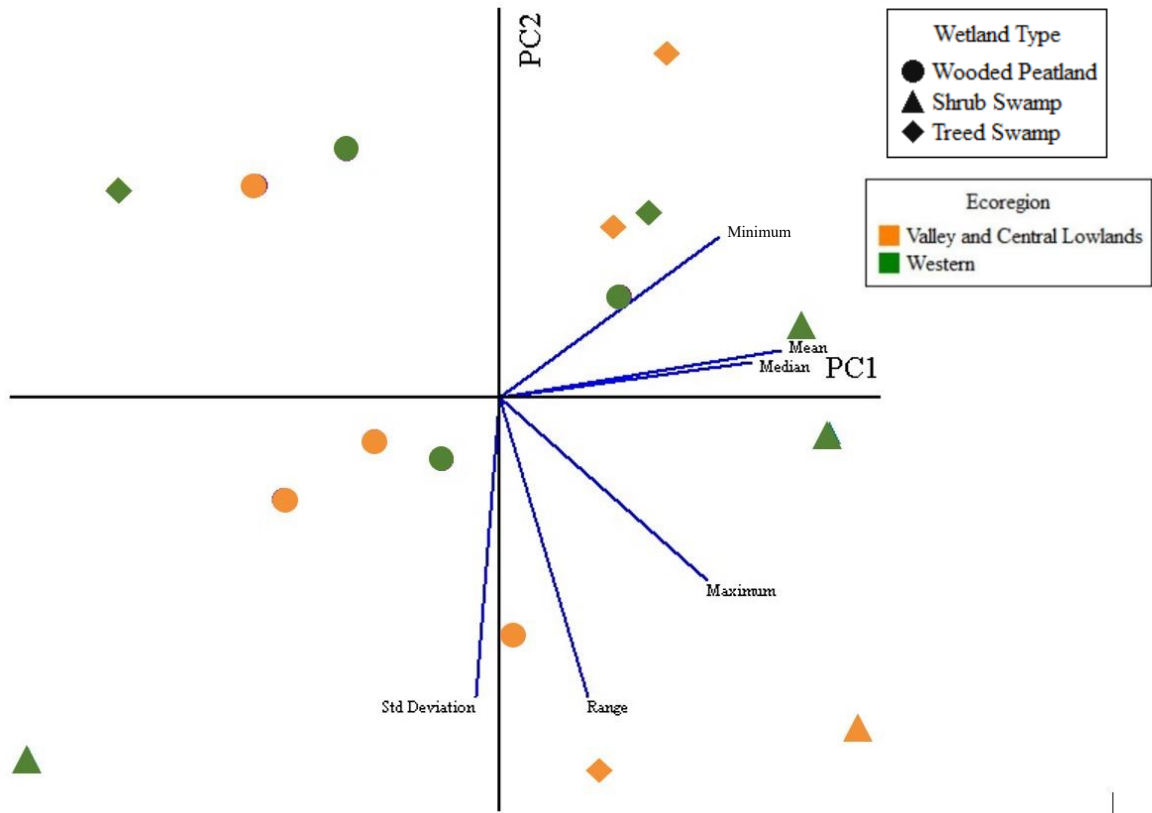 PC2
Wetland Type
Wooded Peatland
Shrub Swamp
Treed Swamp
Ecoregion
Valley and Central Lowlands
Western
Minimum
Mean
Median
PC1
Maximum
Std Deviation
Range